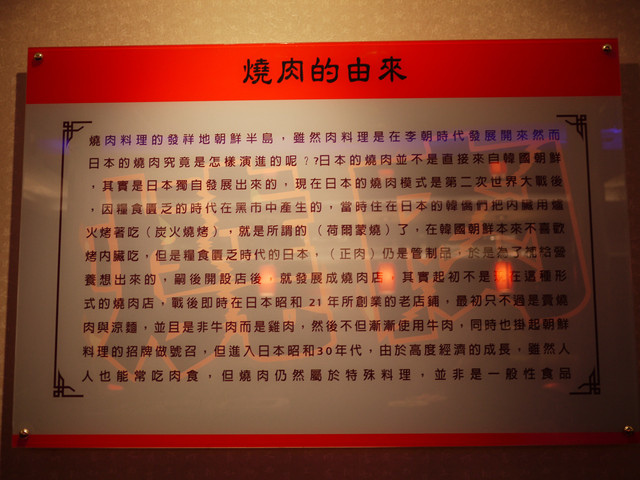 燒肉的由來
燒肉料理的發祥地朝鮮半島，雖然肉料理是在李朝時代發展開來然而
日本的燒肉究竟是怎樣演進的呢？?日本的燒肉並不是直接來自韓國朝鮮
，其實是日本獨自發展出來的，現在日本的燒肉模式是第二次世界大戰後
，因糧食匱乏的時代在黑市中產生的，當時住在日本的韓僑們把內臟用爐
火烤著吃（炭火燒烤），就是所謂的（荷爾蒙燒）了，在韓國朝鮮本來不喜歡
烤內臟吃，但是糧食匱乏時代的日本，（正肉）仍是管制品，於是為了補給營
養想出來的，嗣後開設店後，就發展成燒肉店，其實起初不是現在這種形
式的燒肉店，戰後即時在日本昭和 21 年所創業的老店鋪，最初只不過是賣燒
肉與涼麵，並且是非牛肉而是雞肉，然後不但漸漸使用牛肉，同時也掛起朝鮮
料理的招牌做號召，但進入日本昭和30年代，由於高度經濟的成長，雖然人
人也能常吃肉食，但燒肉仍然屬於特殊料理，並非是一般性食品